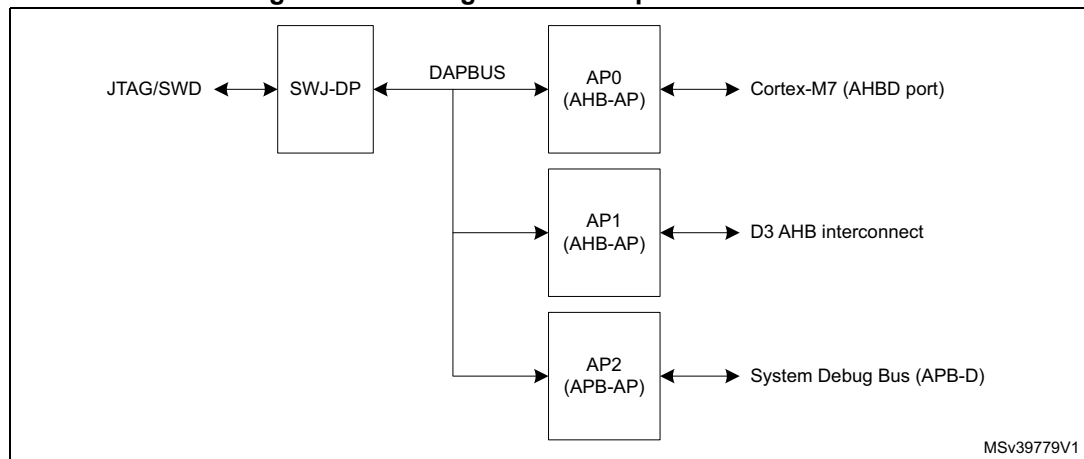 DAPBUS
JTAG/SWD
SWJ-DP
AP0
(AHB-AP)
Cortex-M7 (AHBD port)
AP1
(AHB-AP)
D3 AHB interconnect
AP2
(APB-AP)
System Debug Bus (APB-D)
MSv39779V1